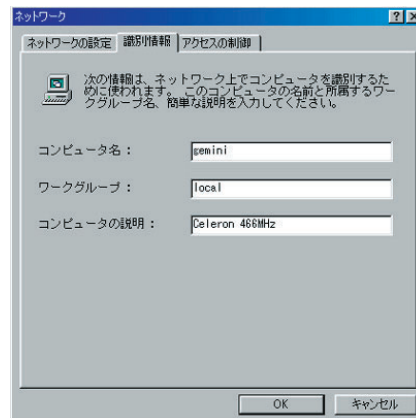 ネットワーク
ネットワークの設定 識別情報 アクセスの制御
次の情報は、ネットワーク上でコンピュータを識別するた
めに使われます。 このコンピュータの名前と所属するワー
クグループ名、簡単な説明を入力してください。
コンピュータ名： gemini
ワークグループ： local
コンピュータの説明： Celeron 466MHz
OK キャンセル